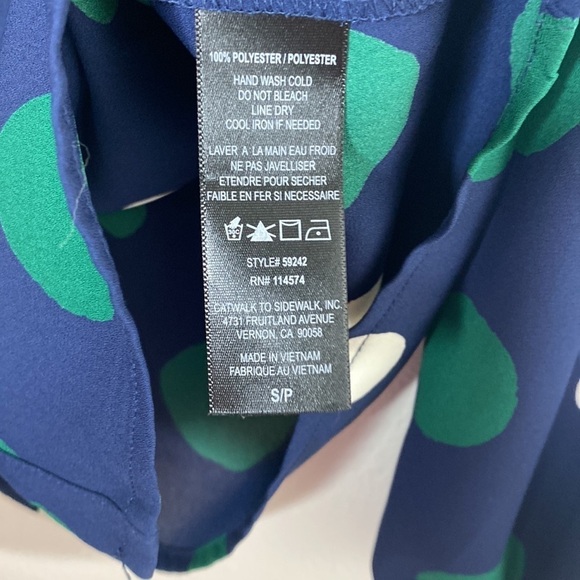 100% POLYESTER / POLYESTER
HAND WASH COLD
DO NOT BLEACH
LINE DRY
COOL IRON IF NEEDED
LAVER A LA MAIN EAU FROID
NE PAS JAVELLISER
ETENDRE POUR SECHER
FAIBLE EN FER SI NECESSAIRE
STYLE# 59242
RN# 114574
CATWALK TO SIDEWALK, INC.
4731 FRUITLAND AVENUE
VERNON, CA 90058
MADE IN VIETNAM
FABRIQUE AU VIETNAM
S/P